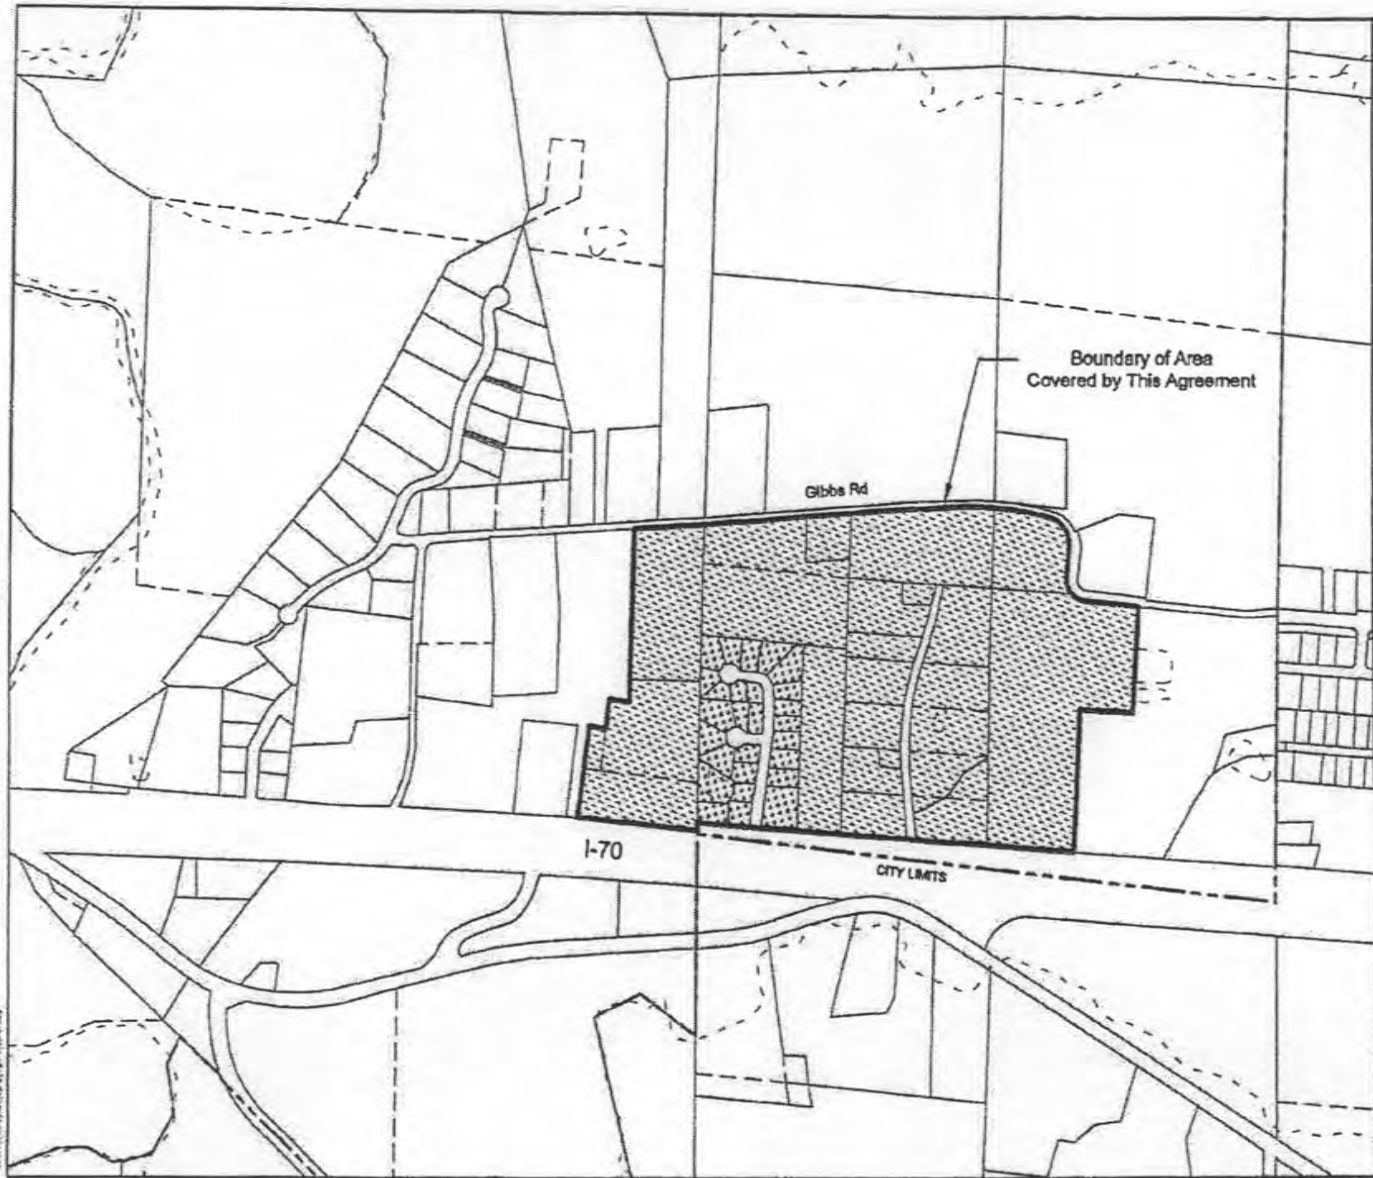 Boundary of Area
Covered by This Agreement
Gibbs Rd
I-70
CITY LIMITS